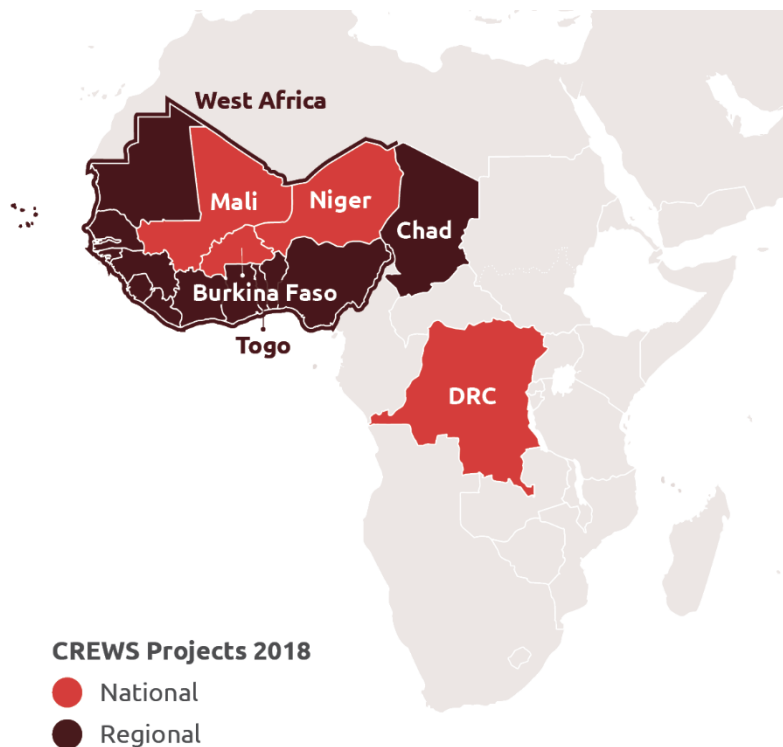 West Africa
Mali
Niger
Chad
Burkina Faso
Togo
DRC
CREWS Projects 2018
National
Regional